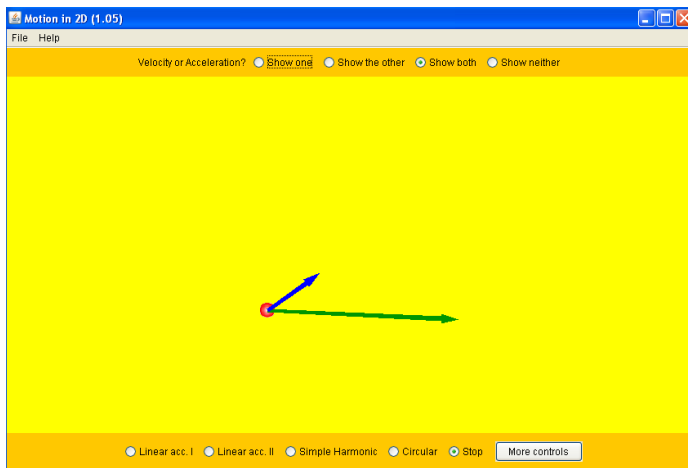 Motion in 2D (1.05)
File Help
Velocity or Acceleration? Show one Show the other Show both Show neither
Linear acc. I Linear acc. II Simple Harmonic Circular Stop More controls